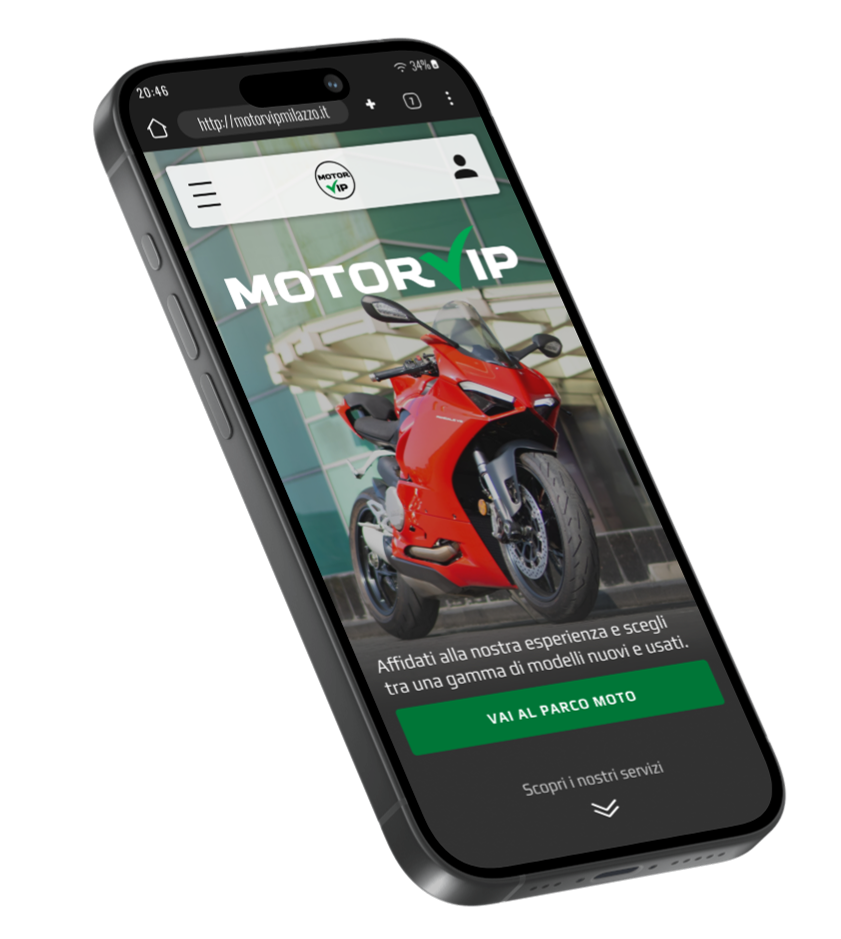 20:46
34%
http://motorvipmilazzo.it
7
MOTOR
VIP
MOTORVIP
Affidati alla nostra esperienza e scegli
tra una gamma di modelli nuovi e usati.
VAI AL PARCO MOTO
Scopri i nostri servizi